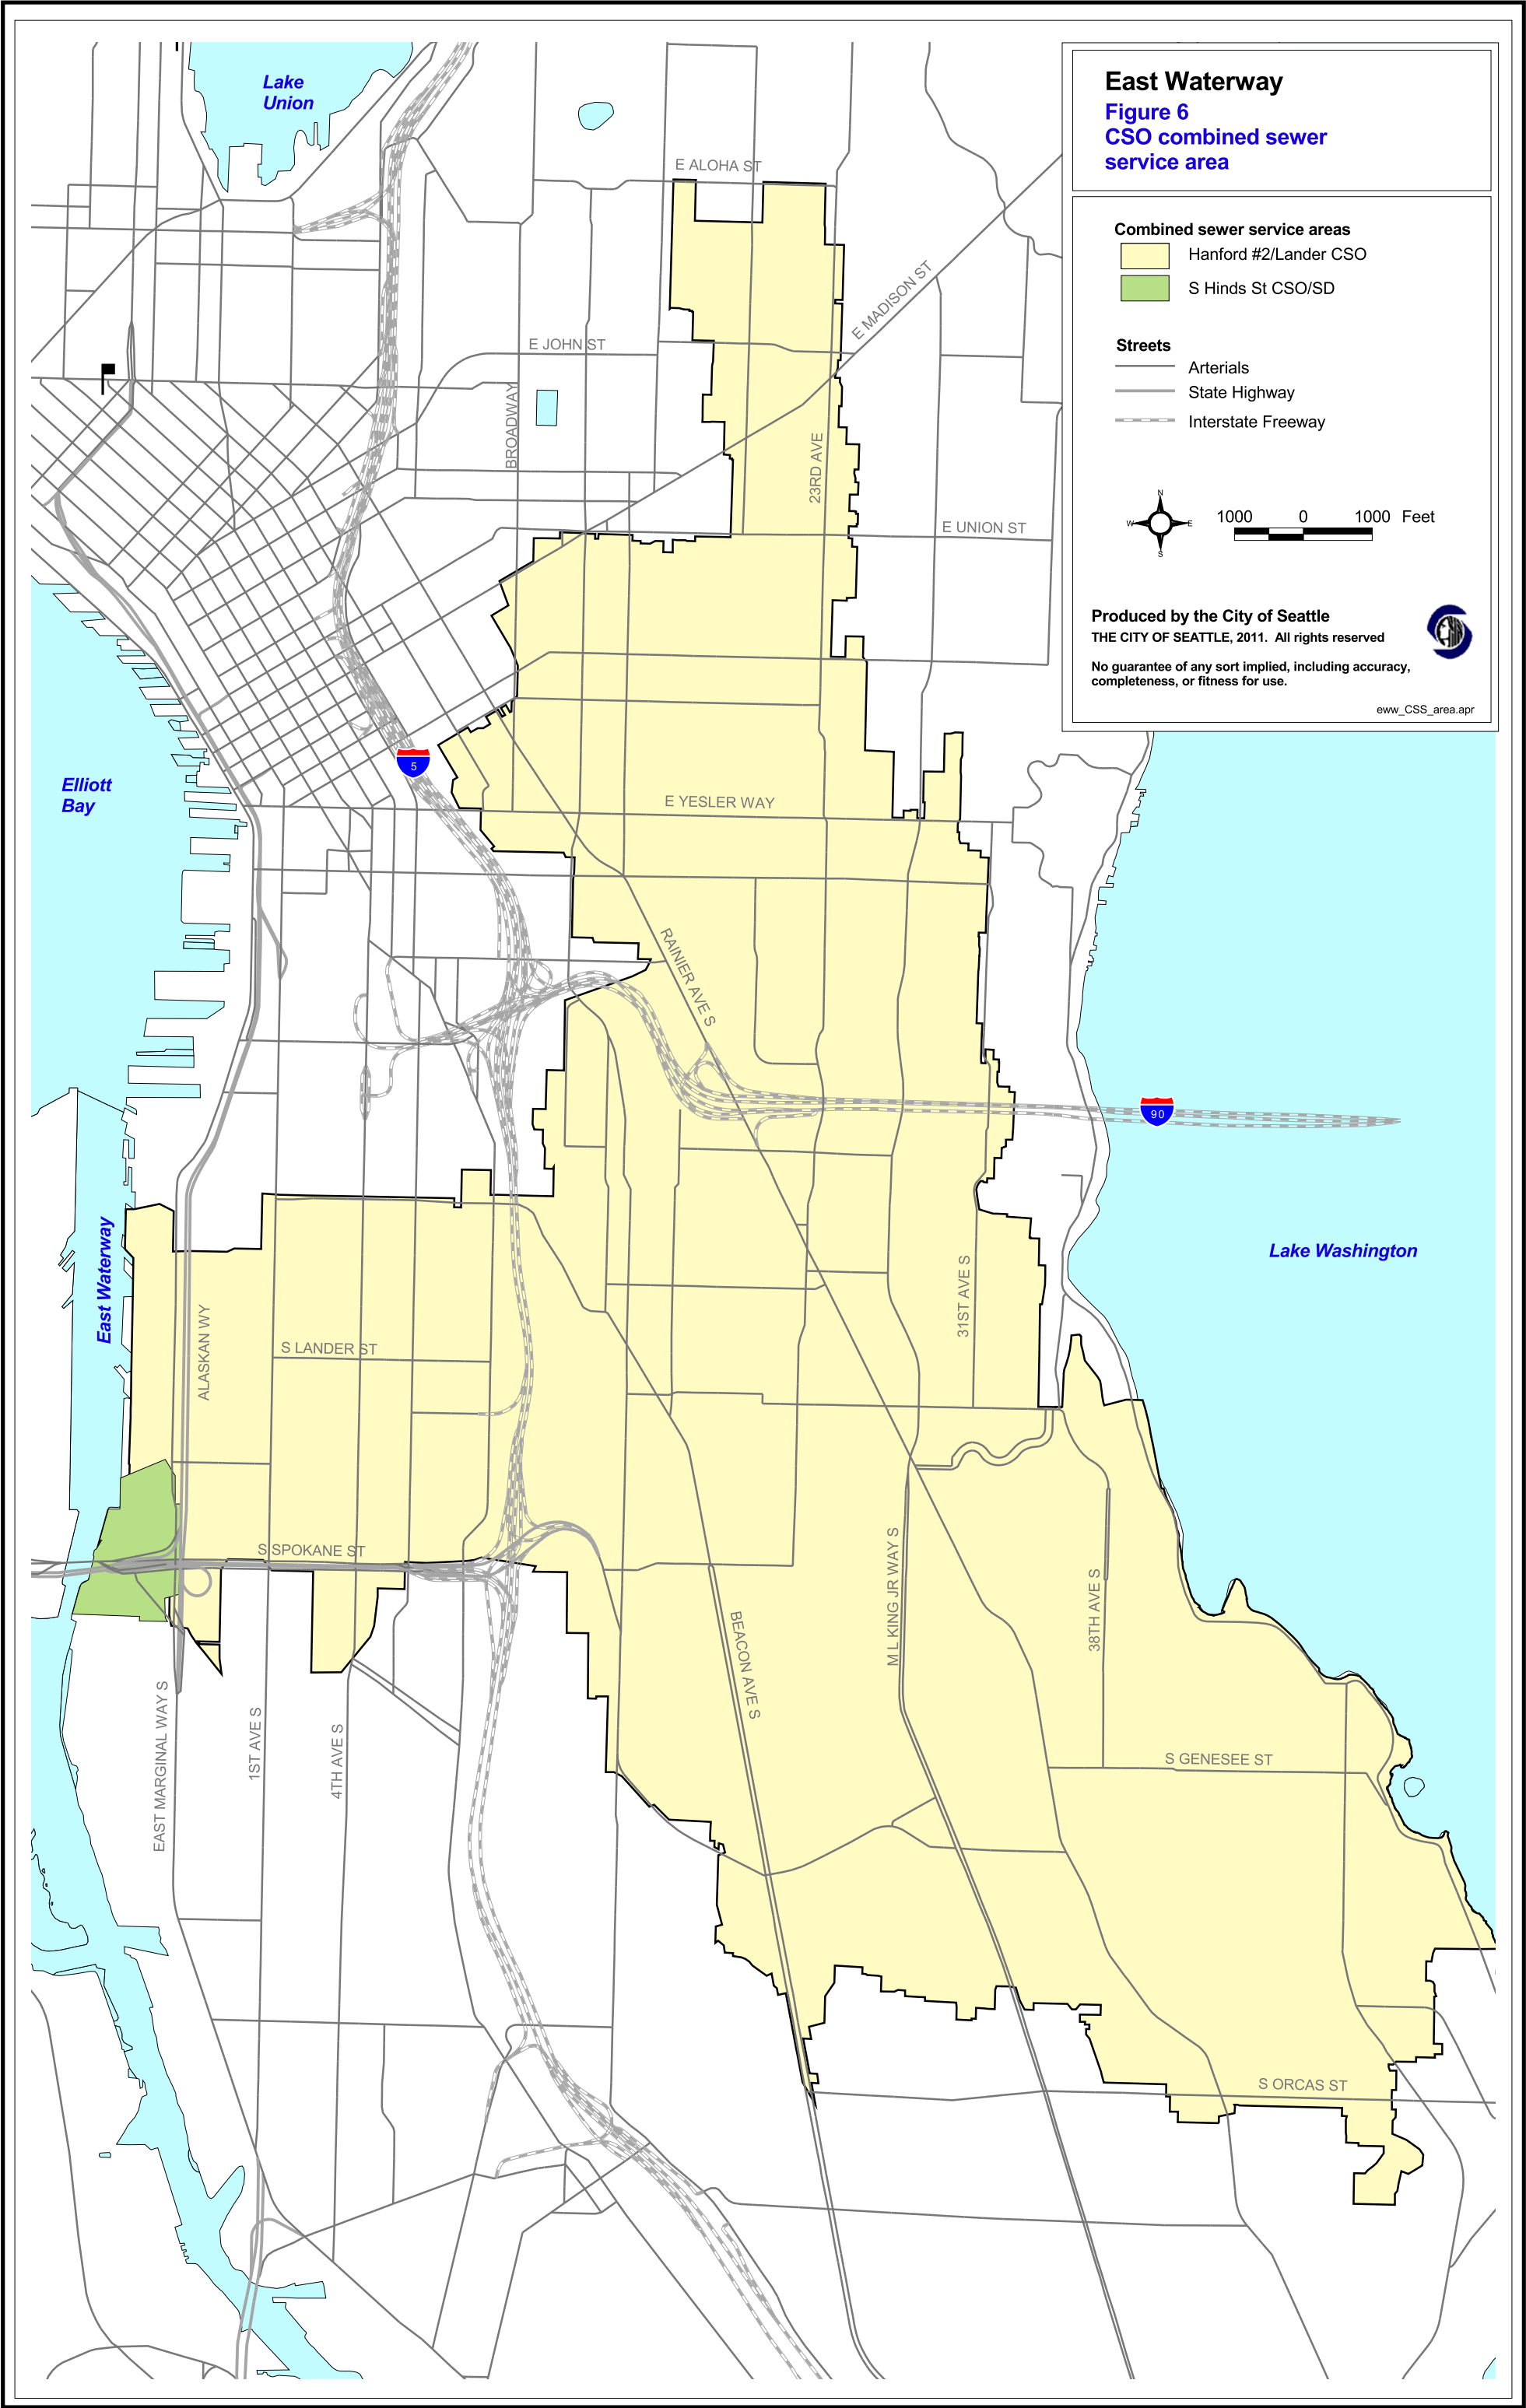 East Waterway
Figure 6
CSO combined sewer
service area
Combined sewer service areas
Hanford #2/Lander CSO
S Hinds St CSO/SD
Streets
Arterials
State Highway
Interstate Freeway
N
W
E
S
1000 0 1000 Feet
Produced by the City of Seattle
THE CITY OF SEATTLE, 2011. All rights reserved
No guarantee of any sort implied, including accuracy,
completeness, or fitness for use.
eww_CSS_area.apr
Lake
Union
E ALOHA ST
E MADISON ST
E JOHN ST
BROADWAY
23RD AVE
E UNION ST
5
Elliott
Bay
E YESLER WAY
RAINIER AVE S
90
East Waterway
Lake Washington
31ST AVE S
ALASKAN WY
S LANDER ST
S SPOKANE ST
M L KING JR WAY S
38TH AVE S
BEACON AVE S
EAST MARGINAL WAY S
1ST AVE S
4TH AVE S
S GENESEE ST
S ORCAS ST